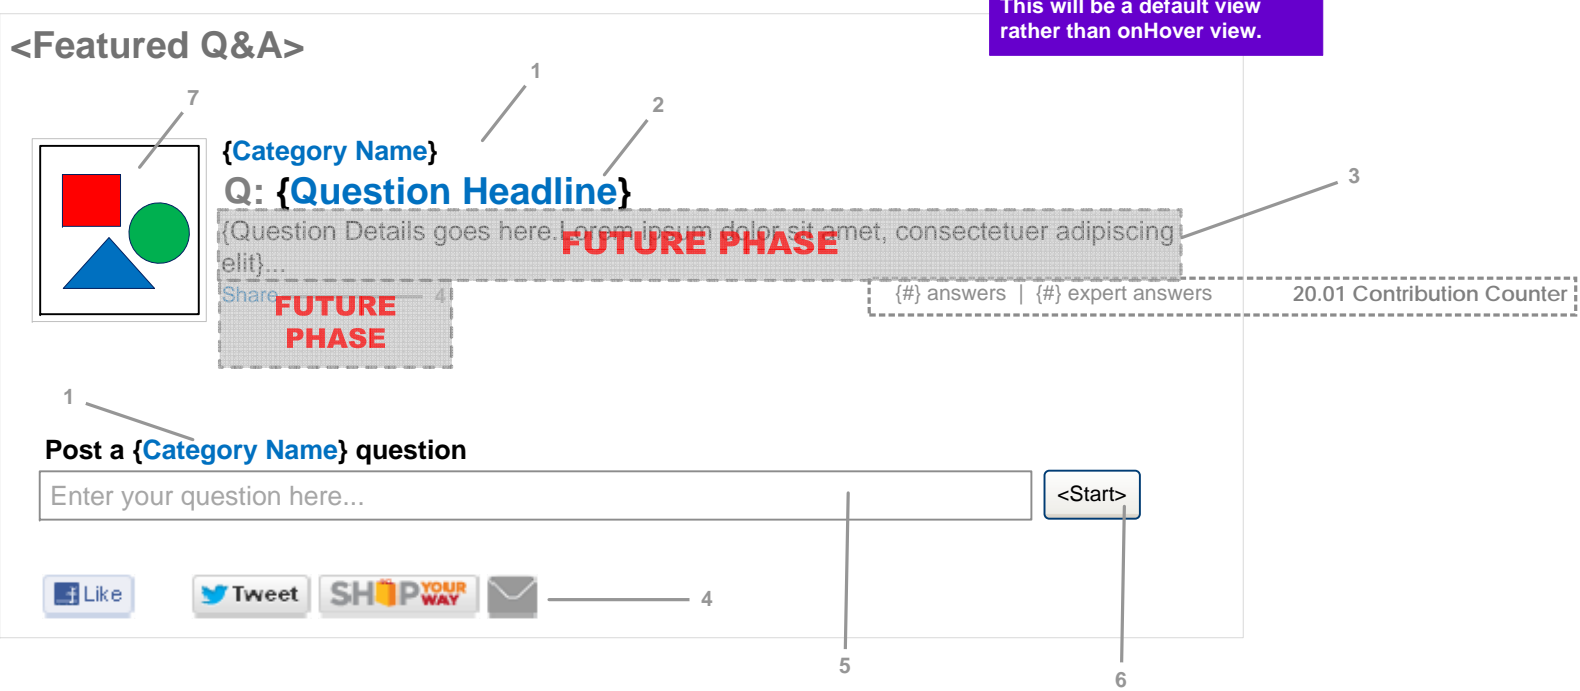 This will be a default view
rather than onHover view.
<Featured Q&A>
1
7
2
{Category Name}
3
Q: {Question Headline}
{Question Details goes here. Lorem ipsum dolor sit amet, consectetuer adipiscing
elit}...
FUTURE PHASE
Share
4
FUTURE
PHASE
{#} answers | {#} expert answers
20.01 Contribution Counter
1
Post a {Category Name} question
Enter your question here...
<Start>
Like
Tweet
SHOP YOUR WAY
4
5
6